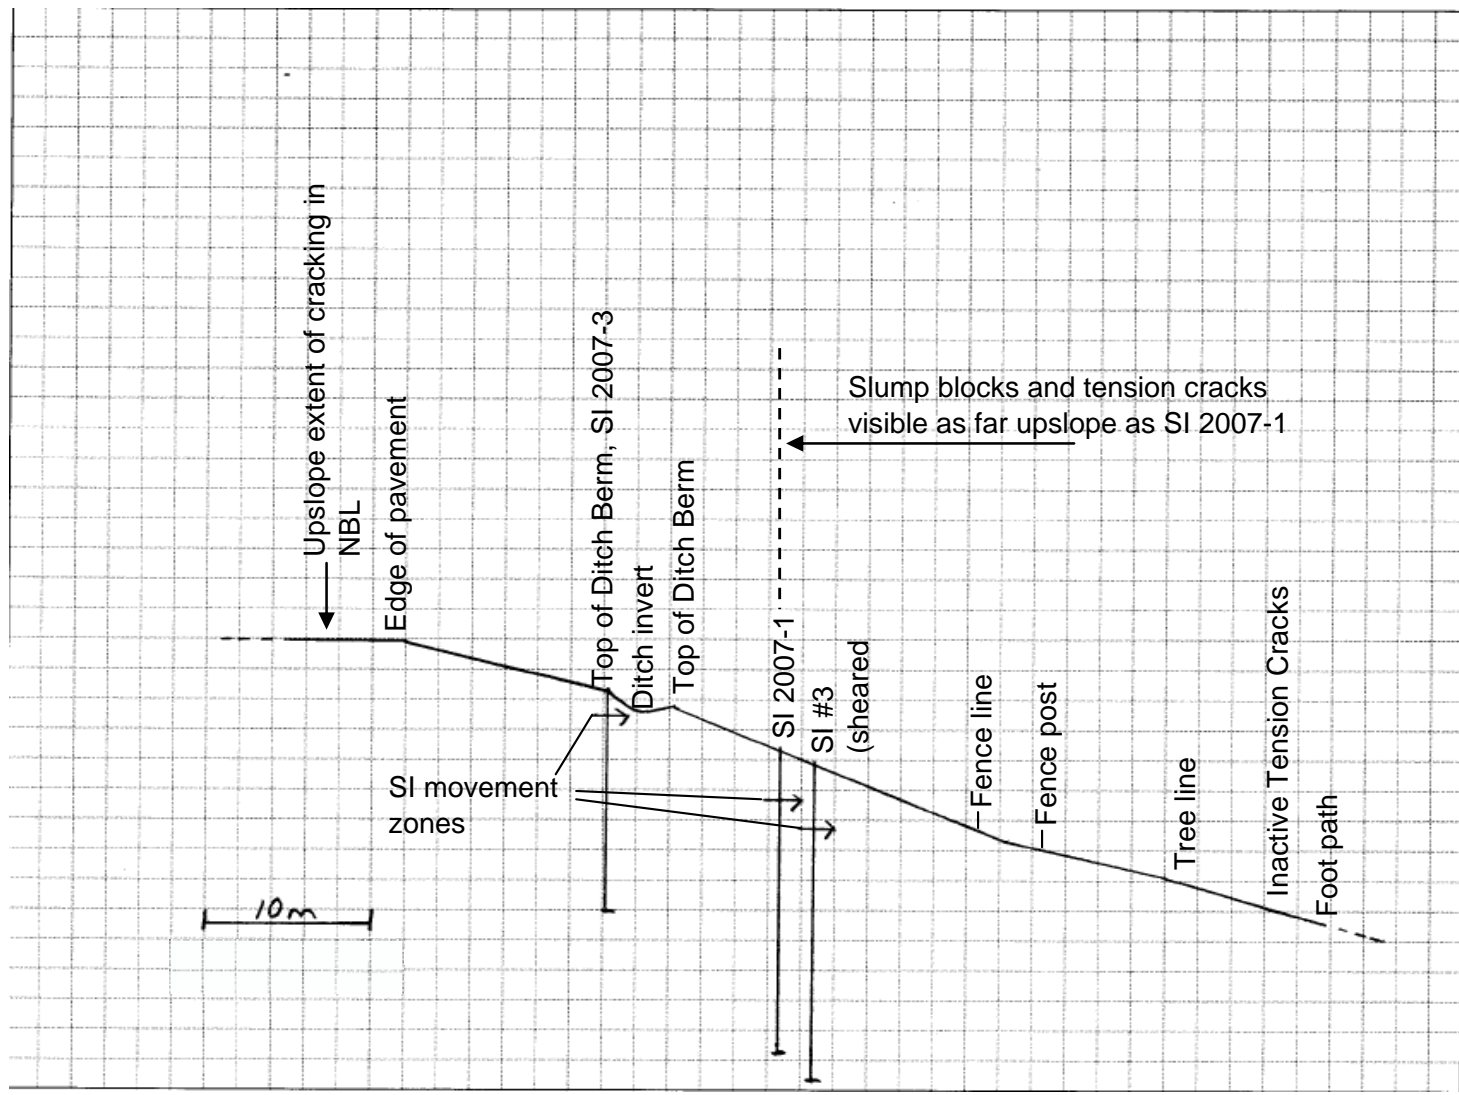 Upslope extent of cracking in
NBL
Edge of pavement
Top of Ditch Berm, SI 2007-3
Ditch invert
Top of Ditch Berm
Slump blocks and tension cracks
visible as far upslope as SI 2007-1
SI 2007-1
SI #3
(sheared
Fence line
Fence post
Tree line
Inactive Tension Cracks
Foot path
SI movement
zones
10m